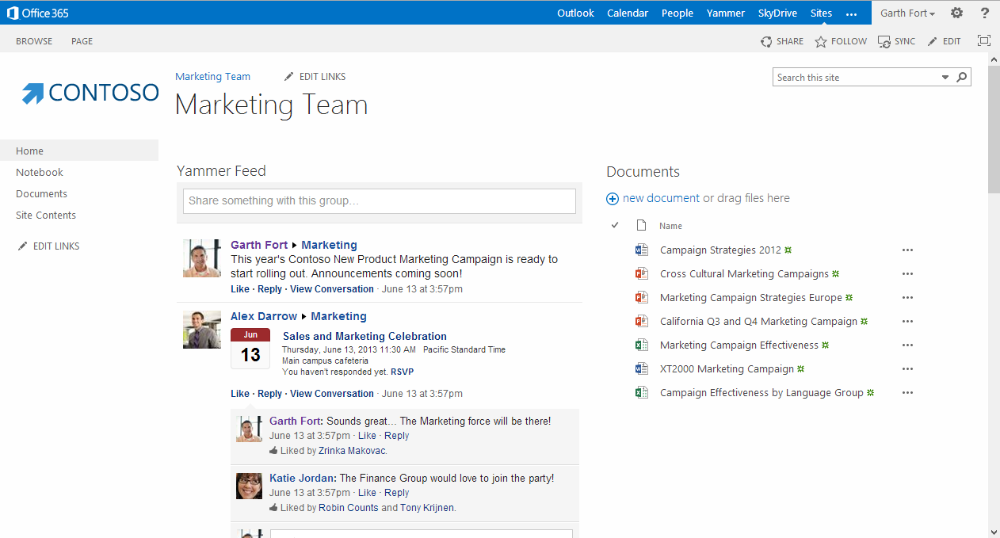 Office 365
Outlook Calendar People Yammer SkyDrive Sites ... Garth Fort ?
BROWSE PAGE
SHARE FOLLOW SYNC EDIT
CONTOSO
Marketing Team EDIT LINKS
Marketing Team
Search this site
Home
Notebook
Documents
Site Contents
EDIT LINKS
Yammer Feed
Share something with this group...
Garth Fort ▸ Marketing
This year's Contoso New Product Marketing Campaign is ready to
start rolling out. Announcements coming soon!
Like · Reply · View Conversation · June 13 at 3:57pm
Alex Darrow ▸ Marketing
Jun
13
Sales and Marketing Celebration
Thursday, June 13, 2013 11:30 AM Pacific Standard Time
Main campus cafeteria
You haven't responded yet. RSVP
Like · Reply · View Conversation · June 13 at 3:57pm
Garth Fort: Sounds great... The Marketing force will be there!
June 13 at 3:57pm · Like · Reply
Liked by Zrinka Makovac.
Katie Jordan: The Finance Group would love to join the party!
June 13 at 3:57pm · Like · Reply
Liked by Robin Counts and Tony Krijnen.
Documents
new document or drag files here
Name
Campaign Strategies 2012
Cross Cultural Marketing Campaigns
Marketing Campaign Strategies Europe
California Q3 and Q4 Marketing Campaign
Marketing Campaign Effectiveness
XT2000 Marketing Campaign
Campaign Effectiveness by Language Group